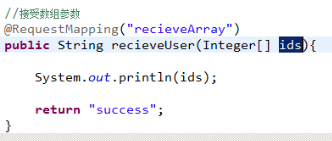 //接受数组参数
@RequestMapping("recieveArray")
public String recieveUser(Integer[] ids){
System.out.println(ids);
return "success";
}